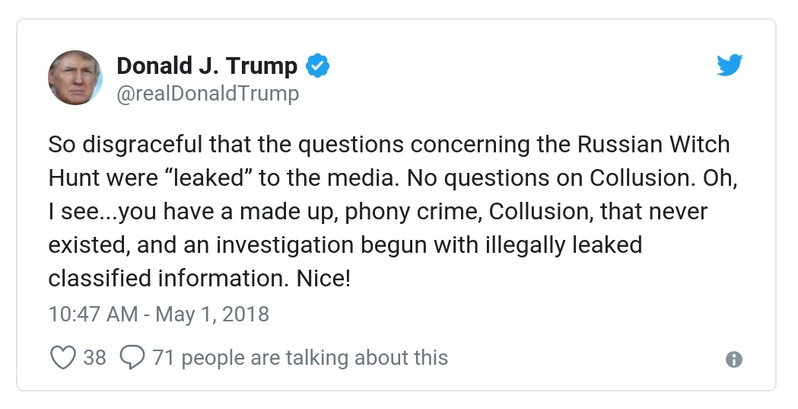 Donald J. Trump
@realDonaldTrump
So disgraceful that the questions concerning the Russian Witch
Hunt were “leaked” to the media. No questions on Collusion. Oh,
I see...you have a made up, phony crime, Collusion, that never
existed, and an investigation begun with illegally leaked
classified information. Nice!
10:47 AM - May 1, 2018
38 71 people are talking about this